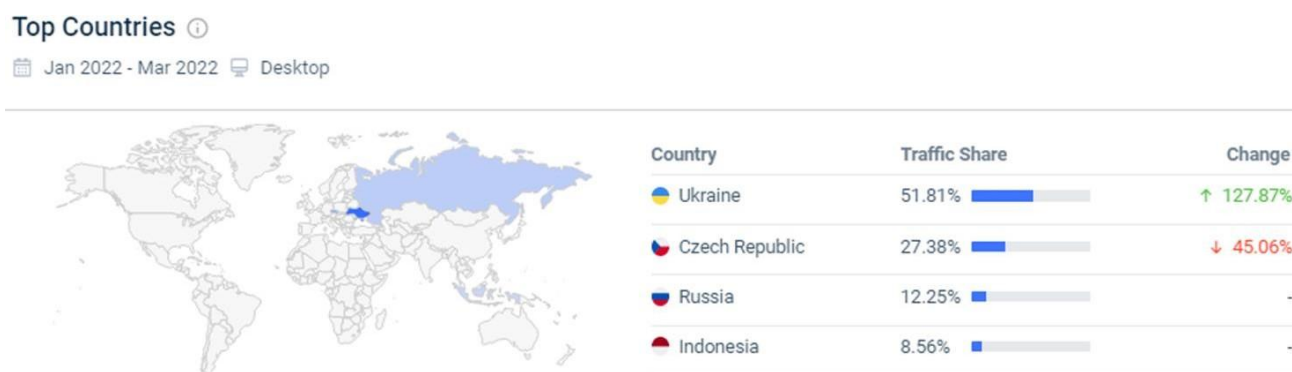 Top Countries
Jan 2022 - Mar 2022 Desktop
Country Traffic Share Change
Ukraine 51.81% ↑ 127.87%
Czech Republic 27.38% ↓ 45.06%
Russia 12.25% -
Indonesia 8.56% -